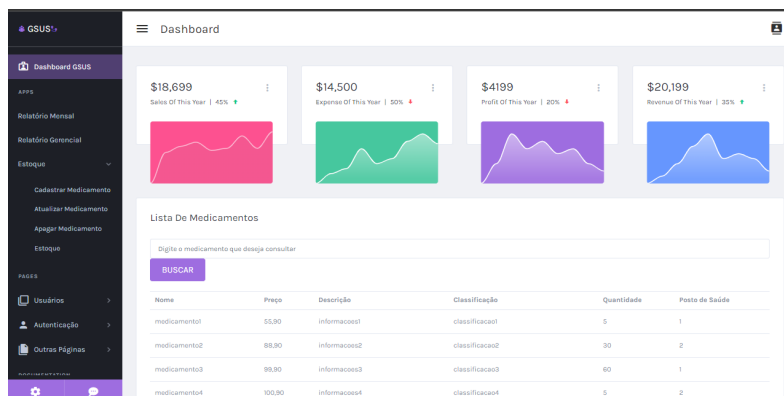 GSUS
Dashboard
Dashboard GSUS
APPS
Relatório Mensal
Relatório Gerencial
Estoque
Cadastrar Medicamento
Atualizar Medicamento
Apagar Medicamento
Estoque
PAGES
Usuários
Autenticação
Outras Páginas
DOCUMENTATION
$18,699
Sales Of This Year | 45%
$14,500
Expense Of This Year | 50%
$4199
Profit Of This Year | 20%
$20,199
Revenue Of This Year | 35%
Lista De Medicamentos
Digite o medicamento que deseja consultar
BUSCAR
Nome Preço Descrição Classificação Quantidade Posto de Saúde
medicamento1 55,90 informacoes1 classificacao1 5 1
medicamento2 88,90 informacoes2 classificacao2 30 2
medicamento3 99,90 informacoes3 classificacao3 60 1
medicamento4 100,90 informacoes4 classificacao4 5 2